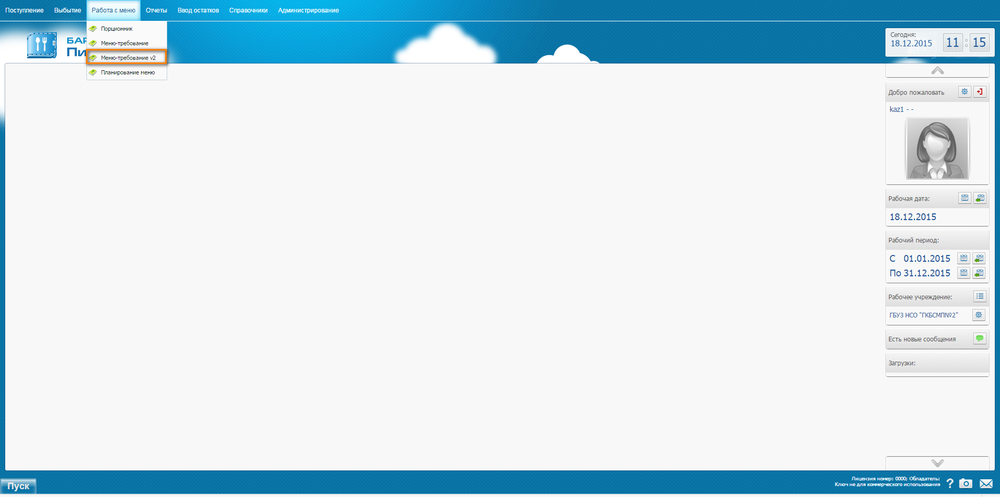 Поступление Выбытие Работа с меню Отчеты Ввод остатков Справочники Администрирование
Порционник
Меню-требование
Меню-требование v2
Планирование меню
Сегодня:
18.12.2015 11 : 15
Добро пожаловать
kaz1 - -
Рабочая дата:
18.12.2015
Рабочий период:
С 01.01.2015
По 31.12.2015
Рабочее учреждение:
ГБУЗ НСО "ГКБСМП№2"
Есть новые сообщения
Загрузки:
Пуск
Лицензия номер: 0000; Обладатель:
Ключ не для коммерческого использования
?